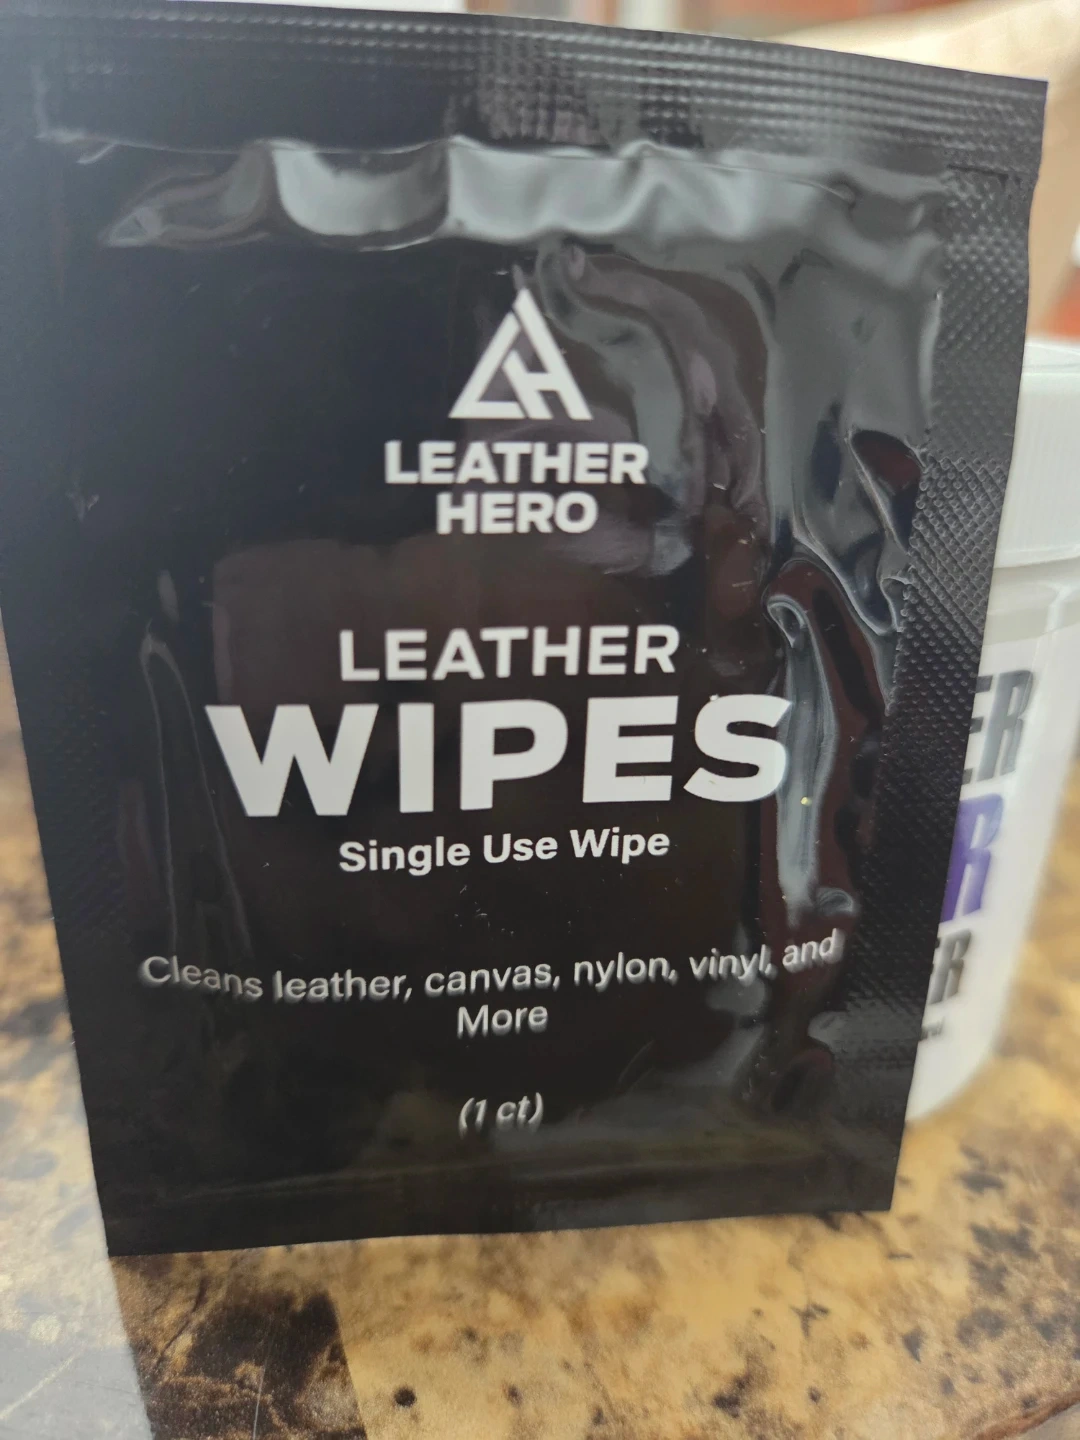 LEATHER
HERO
LEATHER
WIPES
Single Use Wipe
Cleans leather, canvas, nylon, vinyl, and
More
(1 ct)